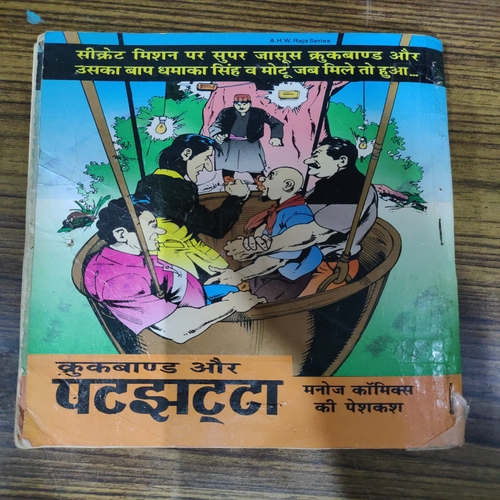 A.H.W. Raja Series
सीक्रेट मिशन पर सुपर जासूस क्रुकबाण्ड और
उसका बाप धमाका सिंह व मोटू जब मिले तो हुआ...
क्रुकबाण्ड और
पटझट्टा
मनोज कॉमिक्स
की पेशकश